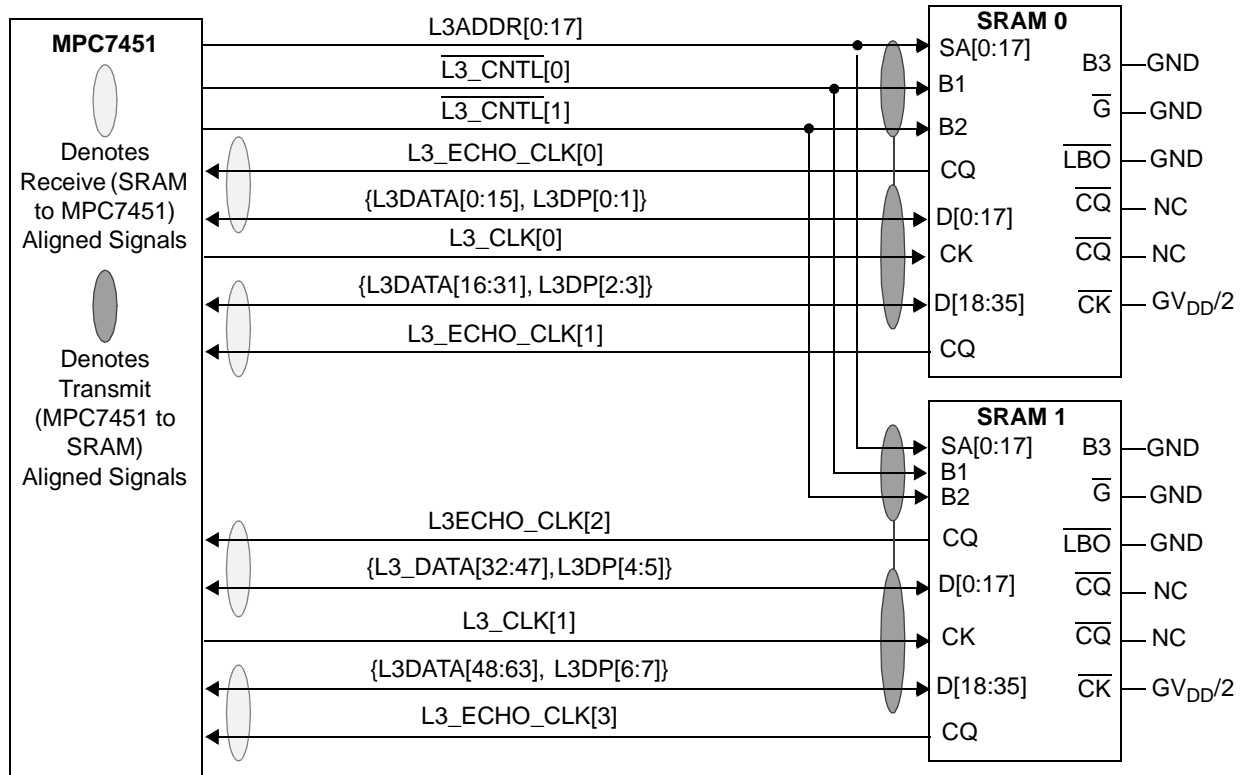 MPC7451
Denotes
Receive (SRAM
to MPC7451)
Aligned Signals
Denotes
Transmit
(MPC7451 to
SRAM)
Aligned Signals
L3ADDR[0:17]
L3_CNTL[0]
L3_CNTL[1]
L3_ECHO_CLK[0]
{L3DATA[0:15], L3DP[0:1]}
L3_CLK[0]
{L3DATA[16:31], L3DP[2:3]}
L3_ECHO_CLK[1]
SRAM 0
SA[0:17]
B1
B2
CQ
D[0:17]
CK
D[18:35]
CQ
B3 GND
G GND
LBO GND
CQ NC
CQ NC
CK GVDD/2
L3ECHO_CLK[2]
{L3_DATA[32:47],L3DP[4:5]}
L3_CLK[1]
{L3DATA[48:63], L3DP[6:7]}
L3_ECHO_CLK[3]
SRAM 1
SA[0:17]
B1
B2
CQ
D[0:17]
CK
D[18:35]
CQ
B3 GND
G GND
LBO GND
CQ NC
CQ NC
CK GVDD/2